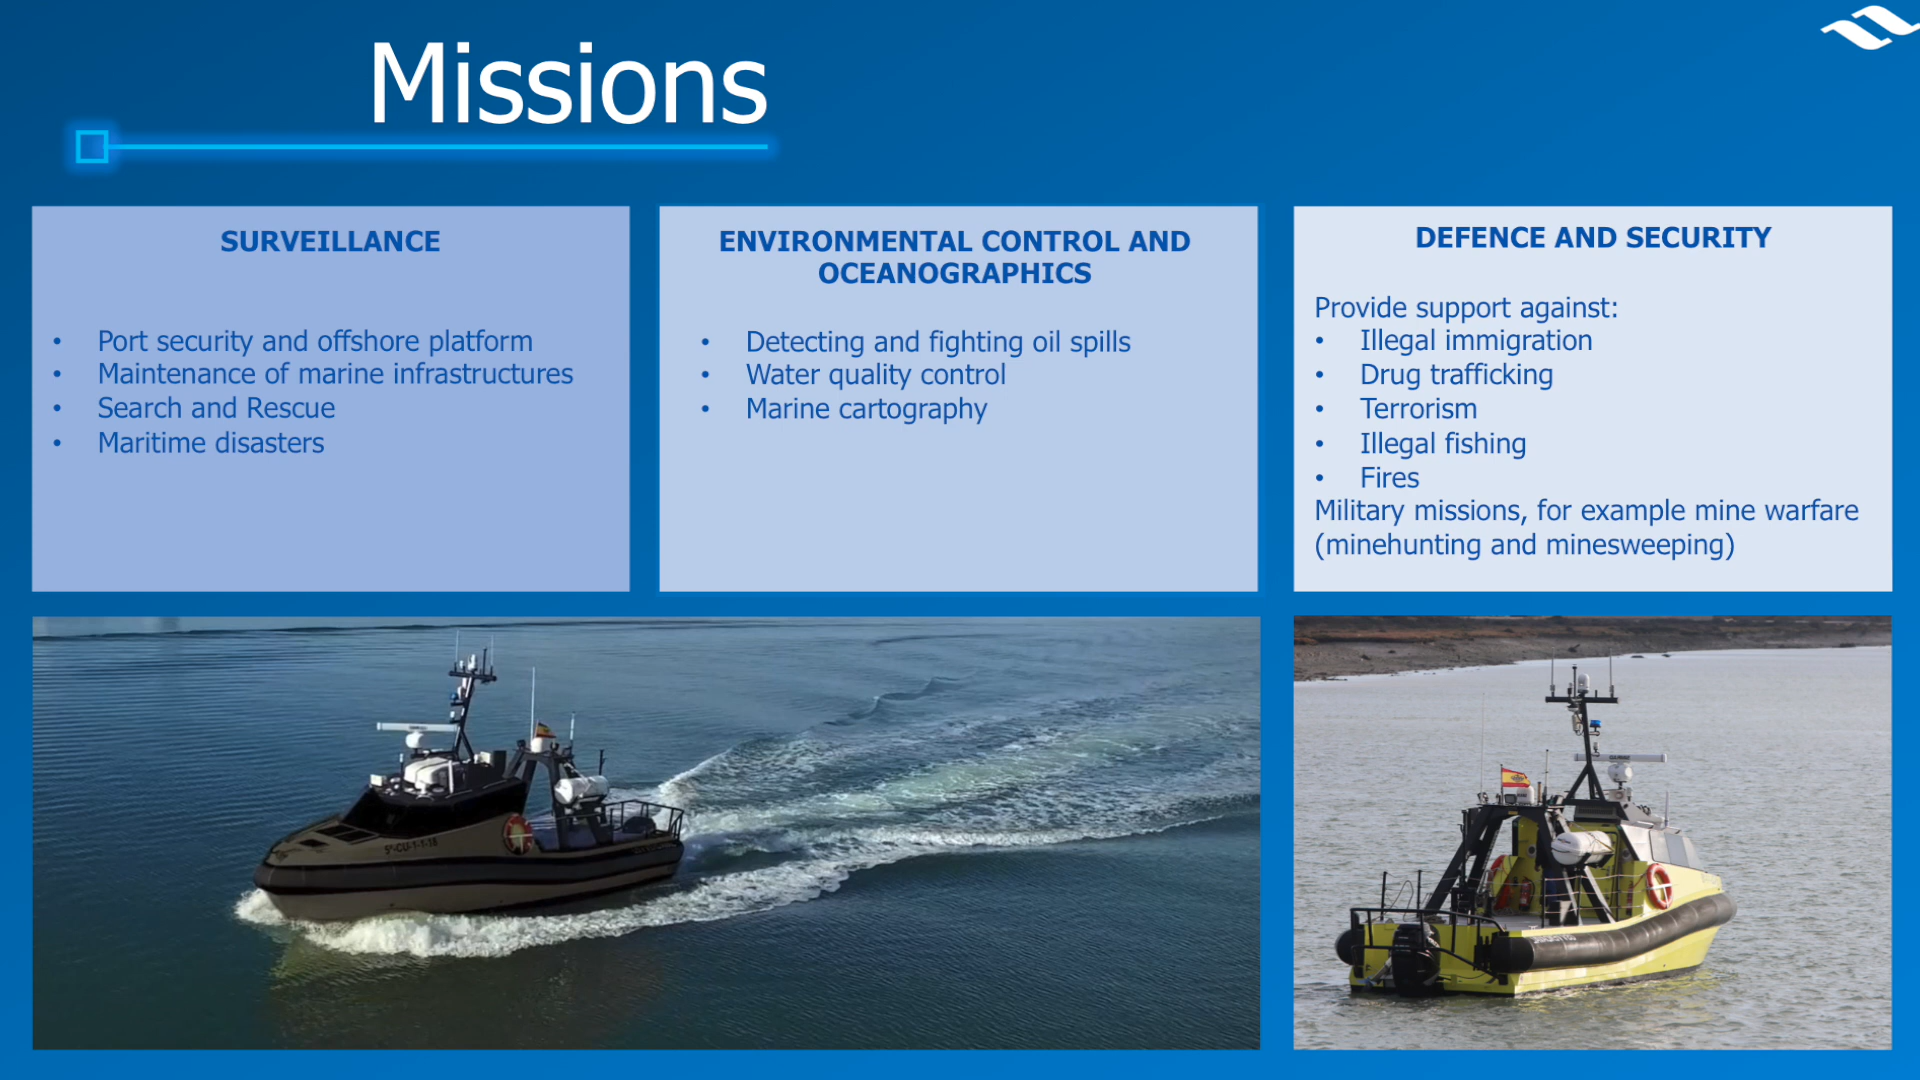 Missions
SURVEILLANCE
• Port security and offshore platform
• Maintenance of marine infrastructures
• Search and Rescue
• Maritime disasters
ENVIRONMENTAL CONTROL AND
OCEANOGRAPHICS
• Detecting and fighting oil spills
• Water quality control
• Marine cartography
DEFENCE AND SECURITY
Provide support against:
• Illegal immigration
• Drug trafficking
• Terrorism
• Illegal fishing
• Fires
Military missions, for example mine warfare
(minehunting and minesweeping)